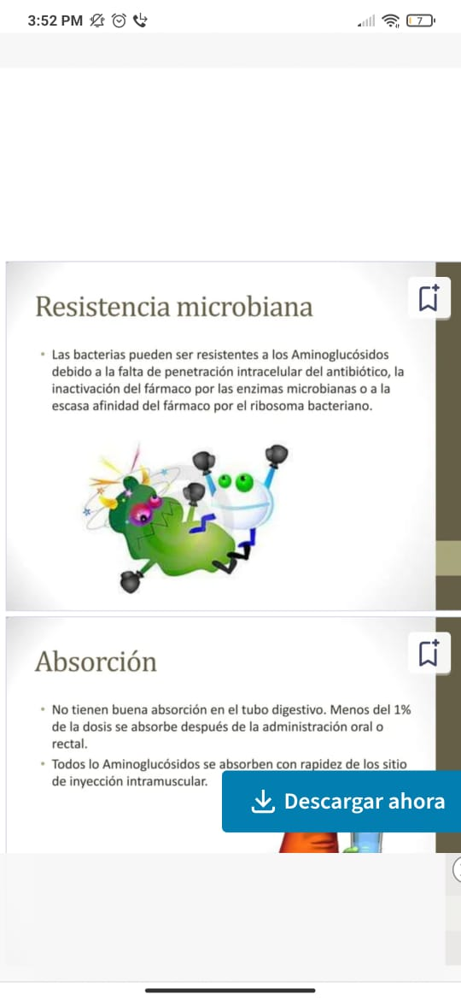 3:52 PM
7
Resistencia microbiana
• Las bacterias pueden ser resistentes a los Aminoglucósidos
debido a la falta de penetración intracelular del antibiótico, la
inactivación del fármaco por las enzimas microbianas o a la
escasa afinidad del fármaco por el ribosoma bacteriano.
Absorción
• No tienen buena absorción en el tubo digestivo. Menos del 1%
de la dosis se absorbe después de la administración oral o
rectal.
• Todos lo Aminoglucósidos se absorben con rapidez de los sitio
de inyección intramuscular.
Descargar ahora